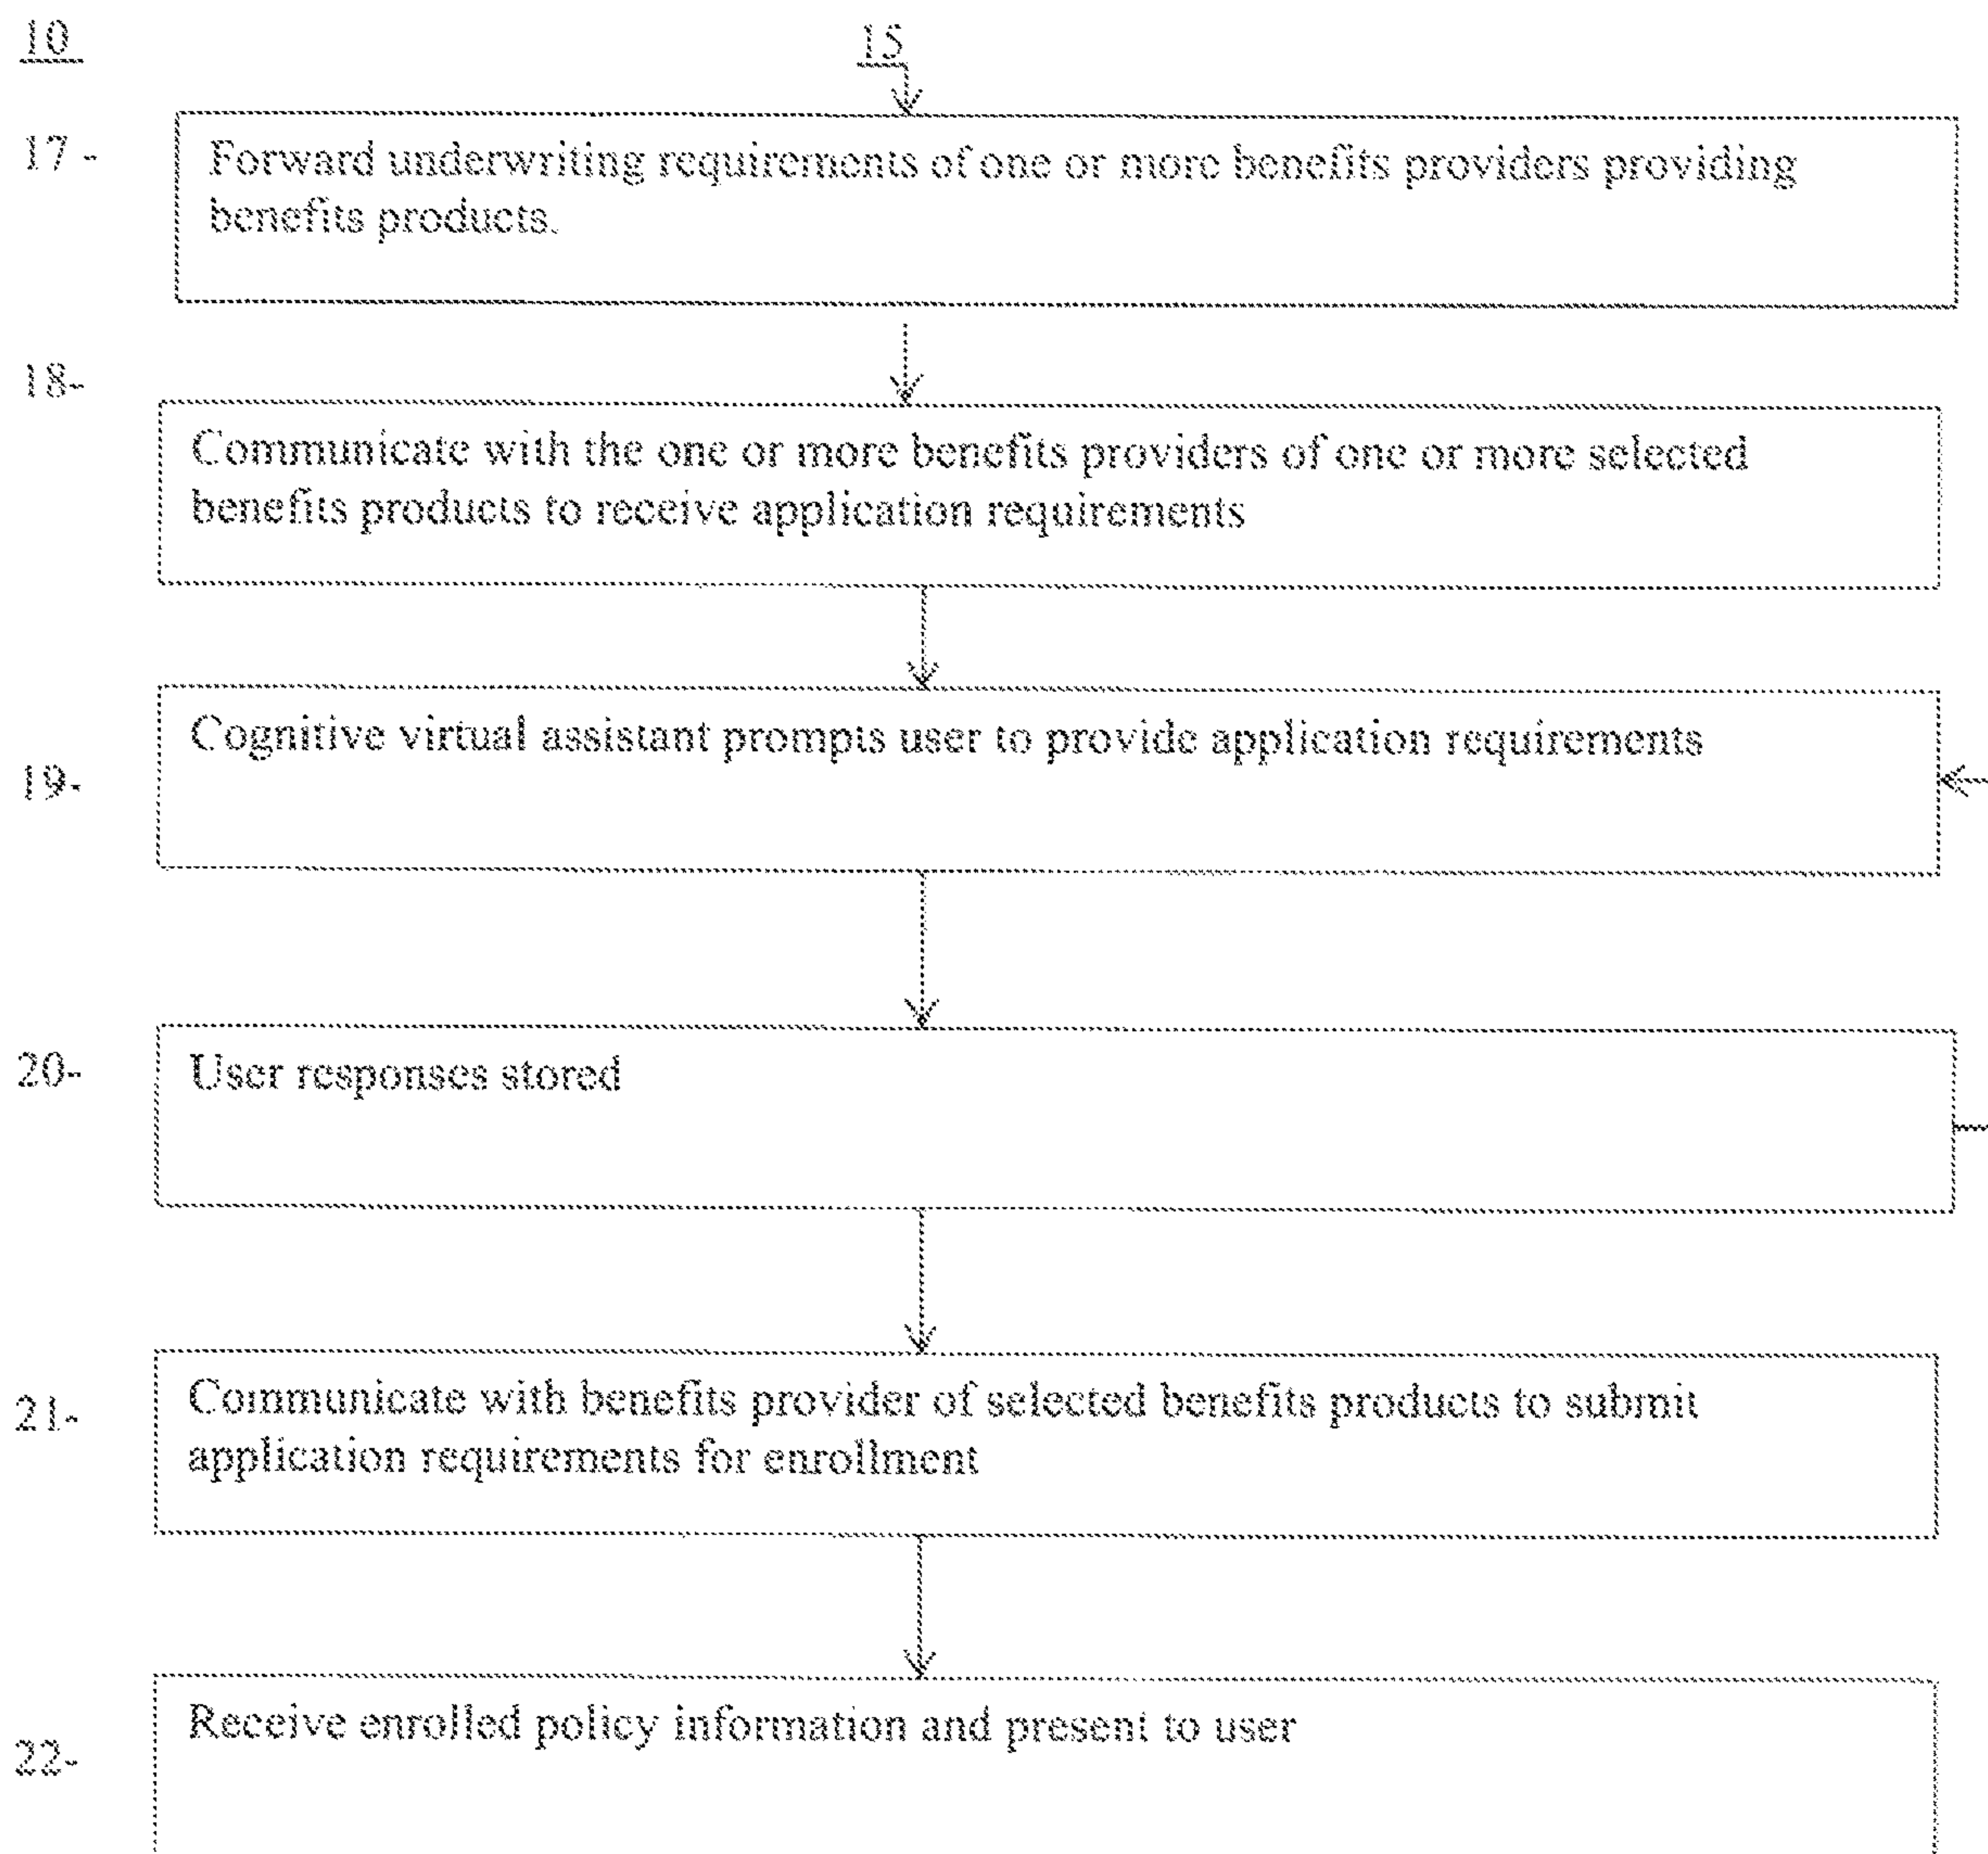 10
15
17 -
Forward underwriting requirements of one or more benefits providers providing
benefits products.
18-
Communicate with the one or more benefits providers of one or more selected
benefits products to receive application requirements
Cognitive virtual assistant prompts user to provide application requirements
19-
20-
User responses stored
21-
Communicate with benefits provider of selected benefits products to submit
application requirements for enrollment
Receive enrolled policy information and present to user
22-